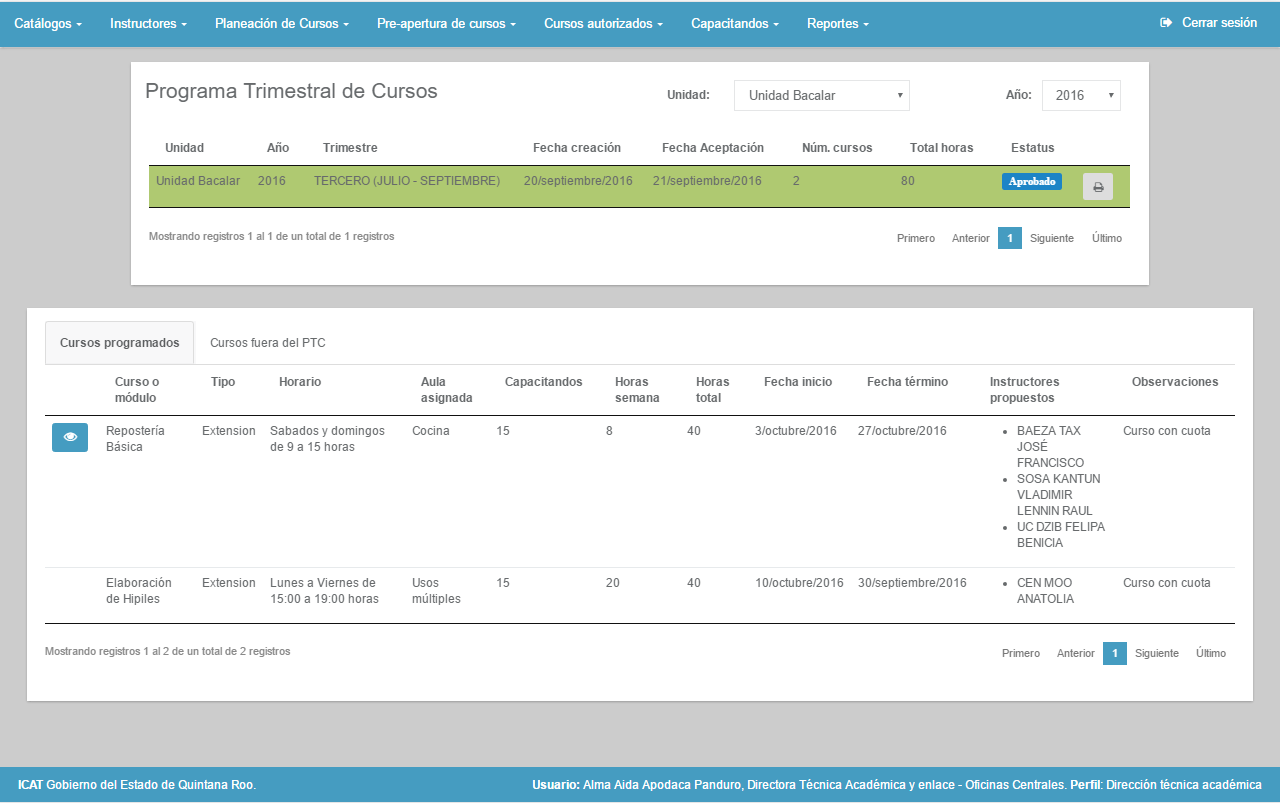 Catálogos Instructores Planeación de Cursos Pre-apertura de cursos Cursos autorizados Capacitandos Reportes Cerrar sesión
Programa Trimestral de Cursos Unidad: Unidad Bacalar Año: 2016
Unidad Año Trimestre Fecha creación Fecha Aceptación Núm. cursos Total horas Estatus
Unidad Bacalar 2016 TERCERO (JULIO - SEPTIEMBRE) 20/septiembre/2016 21/septiembre/2016 2 80 Aprobado
Mostrando registros 1 al 1 de un total de 1 registros Primero Anterior 1 Siguiente Último
Cursos programados Cursos fuera del PTC
Curso o Tipo Horario Aula Capacitandos Horas Horas Fecha inicio Fecha término Instructores Observaciones
módulo asignada semana total propuestos
Repostería Extension Sabados y domingos Cocina 15 8 40 3/octubre/2016 27/octubre/2016 • BAEZA TAX Curso con cuota
Básica de 9 a 15 horas JOSÉ
FRANCISCO
• SOSA KANTUN
VLADIMIR
LENNIN RAUL
• UC DZIB FELIPA
BENICIA
Elaboración Extension Lunes a Viernes de Usos 15 20 40 10/octubre/2016 30/septiembre/2016 • CEN MOO Curso con cuota
de Hipiles 15:00 a 19:00 horas múltiples ANATOLIA
Mostrando registros 1 al 2 de un total de 2 registros Primero Anterior 1 Siguiente Último
ICAT Gobierno del Estado de Quintana Roo. Usuario: Alma Aida Apodaca Panduro, Directora Técnica Académica y enlace - Oficinas Centrales. Perfil: Dirección técnica académica